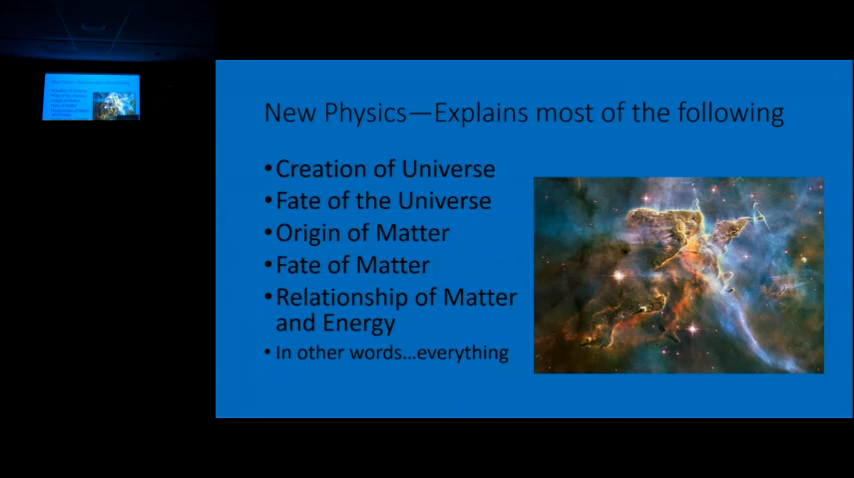 New Physics—Explains most of the following
•Creation of Universe
•Fate of the Universe
•Origin of Matter
•Fate of Matter
•Relationship of Matter
and Energy
•In other words...everything